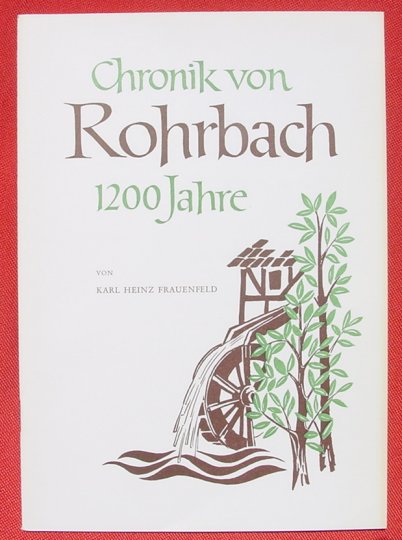 Chronik von
Rohrbach
1200 Jahre
VON
KARL HEINZ FRAUENFELD